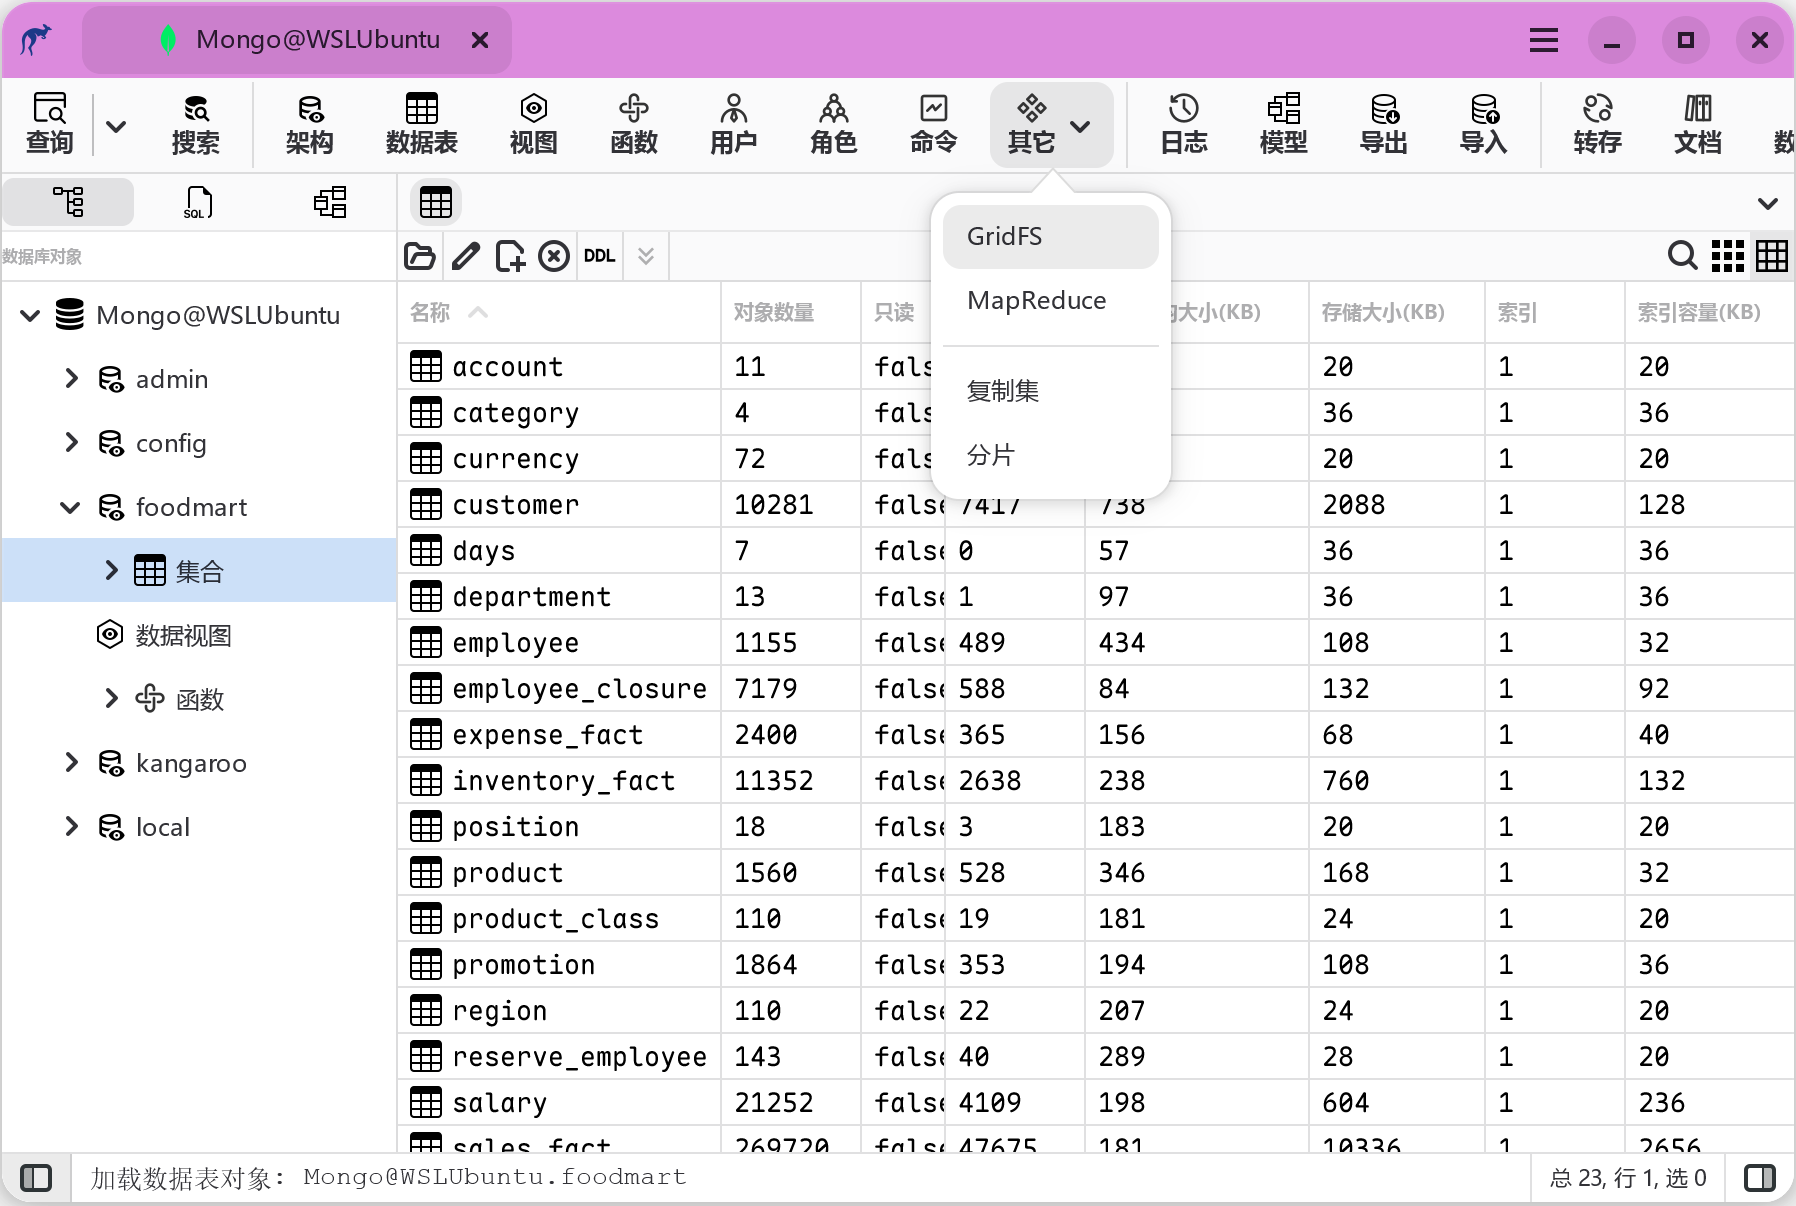 Mongo@WSLUbuntu
查询 搜索 架构 数据表 视图 函数 用户 角色 命令 其它 日志 模型 导出 导入 转存 文档
SQL
数据库对象
DDL
GridFS
MapReduce
复制集
分片
Mongo@WSLUbuntu
admin
config
foodmart
集合
数据视图
函数
kangaroo
local
名称 对象数量 只读 大小(KB) 存储大小(KB) 索引 索引容量(KB)
account 11 fals 20 1 20
category 4 fals 36 1 36
currency 72 fals 20 1 20
customer 10281 false 7417 738 2088 1 128
days 7 false 0 57 36 1 36
department 13 false 1 97 36 1 36
employee 1155 false 489 434 108 1 32
employee_closure 7179 false 588 84 132 1 92
expense_fact 2400 false 365 156 68 1 40
inventory_fact 11352 false 2638 238 760 1 132
position 18 false 3 183 20 1 20
product 1560 false 528 346 168 1 32
product_class 110 false 19 181 24 1 20
promotion 1864 false 353 194 108 1 36
region 110 false 22 207 24 1 20
reserve_employee 143 false 40 289 28 1 20
salary 21252 false 4109 198 604 1 236
sales_fact 269720 false 47675 181 10336 1 2656
加载数据表对象: Mongo@WSLUbuntu.foodmart
总 23, 行 1, 选 0